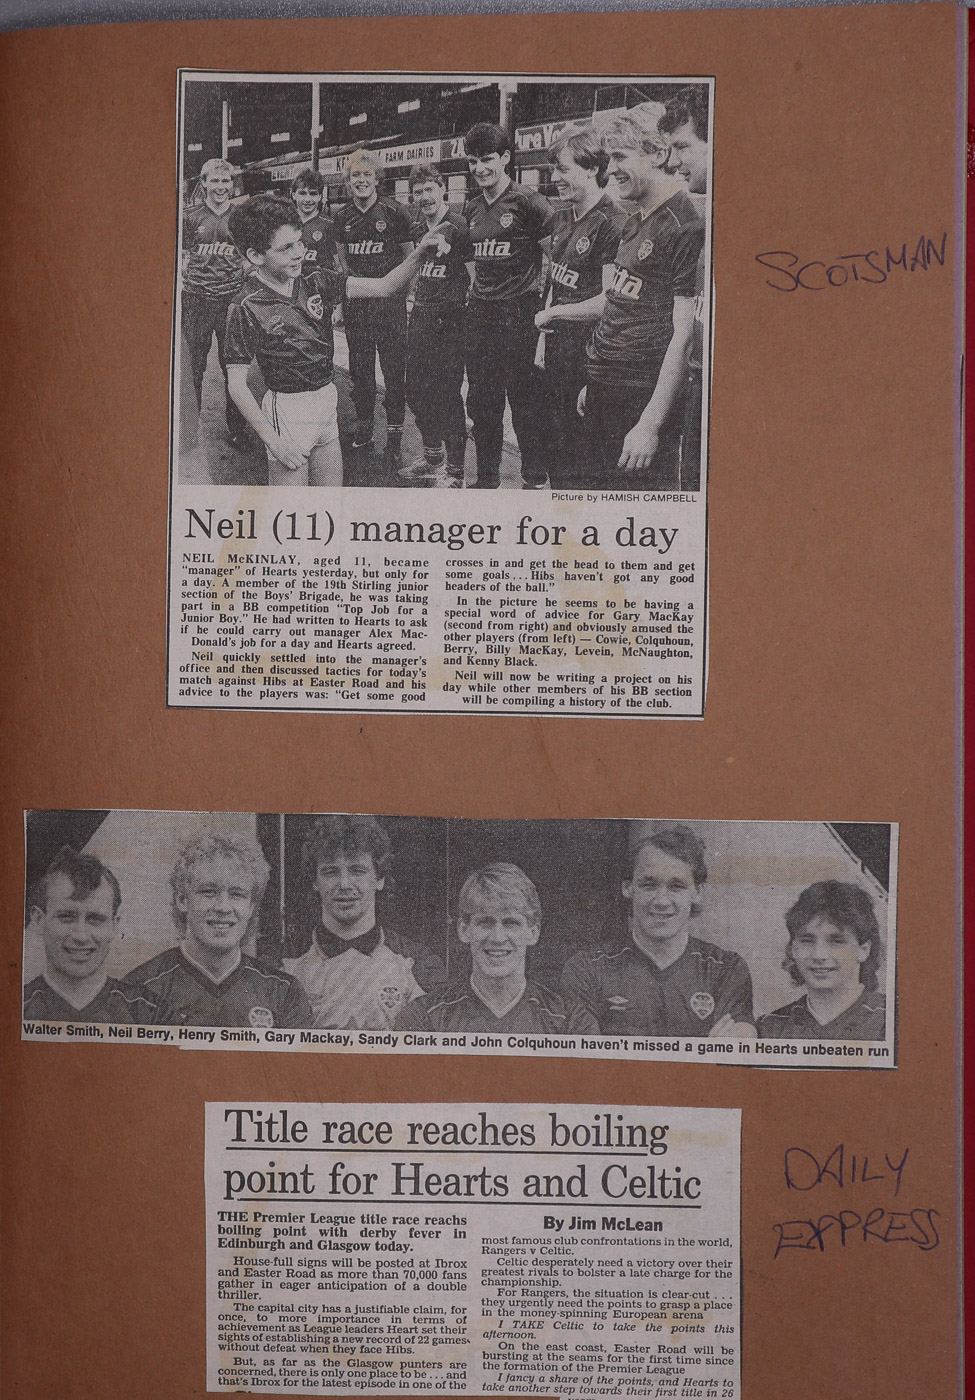 EVEN
KE
FARM DAIRIES
ure V
mita
mita
mita
mita
Picture by HAMISH CAMPBELL
SCOTSMAN
Neil (11) manager for a day
NEIL McKINLAY, aged 11, became
“manager” of Hearts yesterday, but only for
a day. A member of the 19th Stirling junior
section of the Boys’ Brigade, he was taking
part in a BB competition “Top Job for a
Junior Boy.” He had written to Hearts to ask
if he could carry out manager Alex Mac-
Donald’s job for a day and Hearts agreed.
Neil quickly settled into the manager’s
office and then discussed tactics for today’s
match against Hibs at Easter Road and his
advice to the players was: “Get some good
crosses in and get the head to them and get
some goals . . . Hibs haven’t got any good
headers of the ball.”
In the picture he seems to be having a
special word of advice for Gary MacKay
(second from right) and obviously amused the
other players (from left) — Cowie, Colquhoun,
Berry, Billy MacKay, Levein, McNaughton,
and Kenny Black.
Neil will now be writing a project on his
day while other members of his BB section
will be compiling a history of the club.
Walter Smith, Neil Berry, Henry Smith, Gary Mackay, Sandy Clark and John Colquhoun haven't missed a game in Hearts unbeaten run
DAILY
EXPRESS
Title race reaches boiling
point for Hearts and Celtic
THE Premier League title race reachs
boiling point with derby fever in
Edinburgh and Glasgow today.
House-full signs will be posted at Ibrox
and Easter Road as more than 70,000 fans
gather in eager anticipation of a double
thriller.
The capital city has a justifiable claim, for
once, to more importance in terms of
achievement as League leaders Heart set their
sights of establishing a new record of 22 games
without defeat when they face Hibs.
But, as far as the Glasgow punters are
concerned, there is only one place to be . . . and
that's Ibrox for the latest episode in one of the
By Jim McLean
most famous club confrontations in the world,
Rangers v Celtic.
Celtic desperately need a victory over their
greatest rivals to bolster a late charge for the
championship.
For Rangers, the situation is clear-cut . . .
they urgently need the points to grasp a place
in the money-spinning European arena
I TAKE Celtic to take the points this
afternoon.
On the east coast, Easter Road will be
bursting at the seams for the first time since
the formation of the Premier League
I fancy a share of the points, and Hearts to
take another step towards their first title in 26